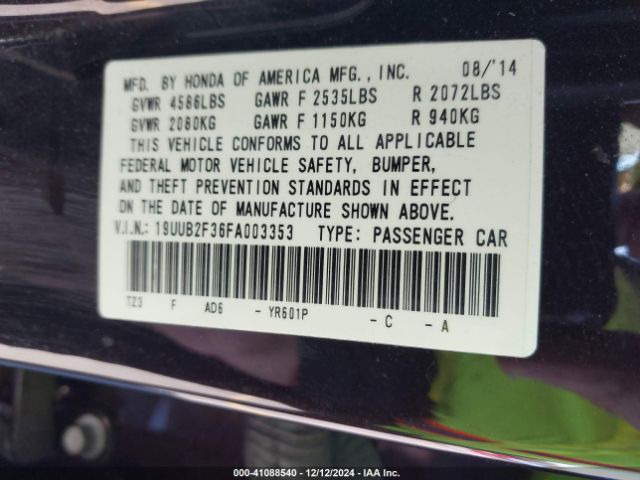 MFD. BY HONDA OF AMERICA MFG., INC. 08/'14
GVWR 4586LBS GAWR F 2535LBS R 2072LBS
GVWR 2080KG GAWR F 1150KG R 940KG
THIS VEHICLE CONFORMS TO ALL APPLICABLE
FEDERAL MOTOR VEHICLE SAFETY, BUMPER,
AND THEFT PREVENTION STANDARDS IN EFFECT
ON THE DATE OF MANUFACTURE SHOWN ABOVE.
V.I.N.: 19UUB2F36FA003353 TYPE: PASSENGER CAR
TZ3 F AD6 - YR601P - C - A
000-41088540 • 12/12/2024 • IAA Inc.